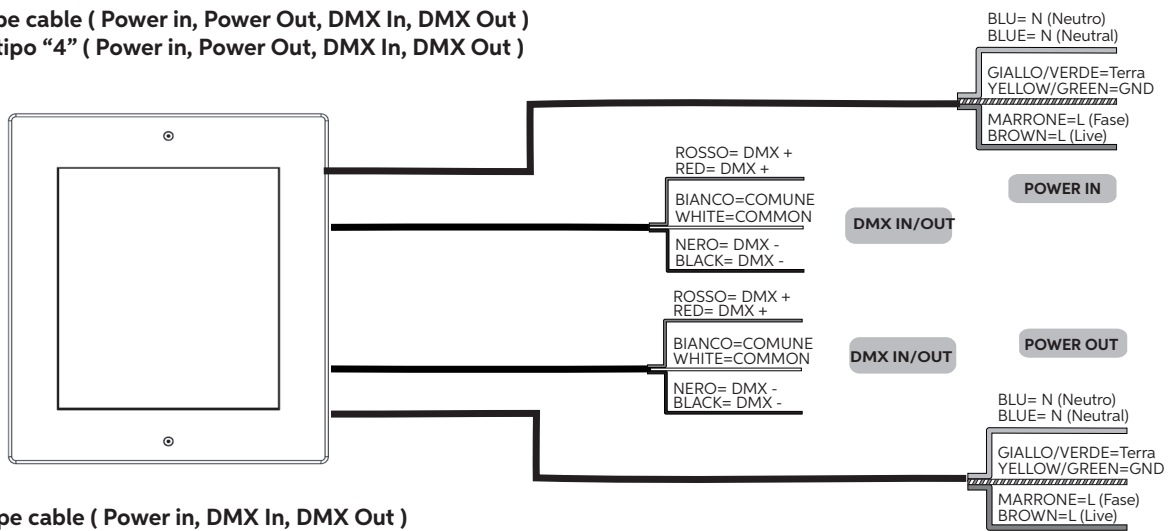 pe cable ( Power in, Power Out, DMX In, DMX Out )
tipo “4” ( Power in, Power Out, DMX In, DMX Out )
BLU= N (Neutro)
BLUE= N (Neutral)
GIALLO/VERDE=Terra
YELLOW/GREEN=GND
MARRONE=L (Fase)
BROWN=L (Live)
POWER IN
ROSSO= DMX +
RED= DMX +
BIANCO=COMUNE
WHITE=COMMON
NERO= DMX -
BLACK= DMX -
DMX IN/OUT
ROSSO= DMX +
RED= DMX +
BIANCO=COMUNE
WHITE=COMMON
NERO= DMX -
BLACK= DMX -
DMX IN/OUT
POWER OUT
BLU= N (Neutro)
BLUE= N (Neutral)
GIALLO/VERDE=Terra
YELLOW/GREEN=GND
MARRONE=L (Fase)
BROWN=L (Live)
pe cable ( Power in, DMX In, DMX Out )